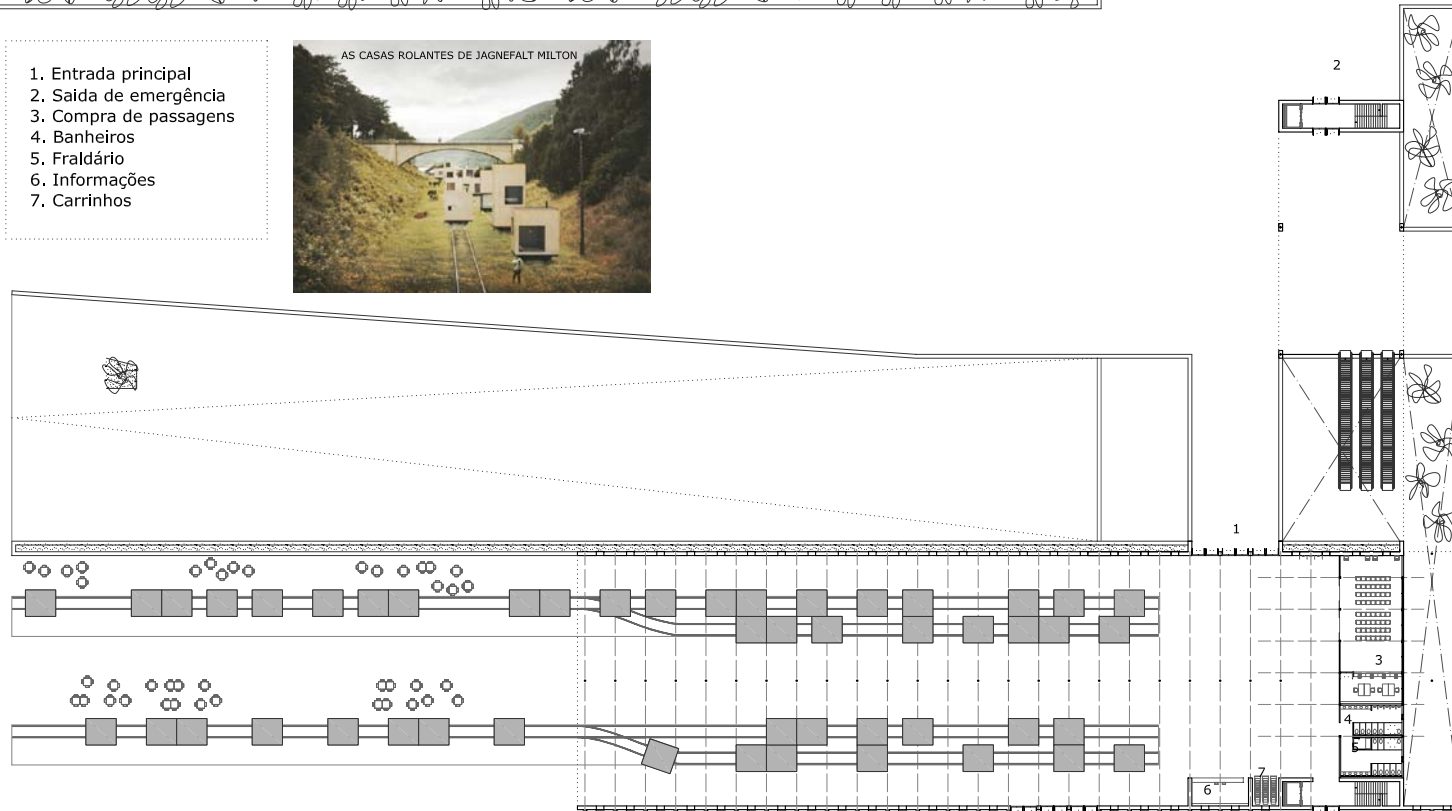 1. Entrada principal
2. Saida de emergência
3. Compra de passagens
4. Banheiros
5. Fraldário
6. Informações
7. Carrinhos
AS CASAS ROLANTES DE JAGNEFALT MILTON
2
1
3
4
5
7
6